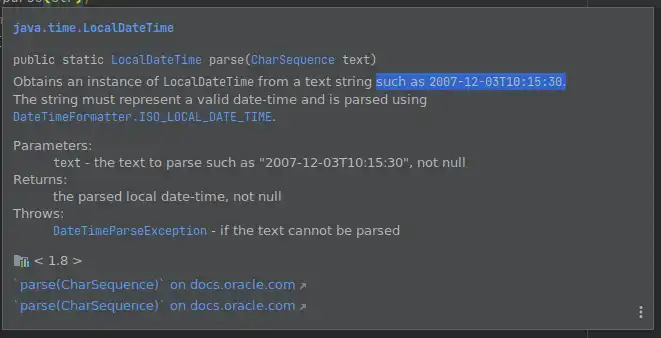 parse(str);
java.time.LocalDateTime
public static LocalDateTime parse(CharSequence text)
Obtains an instance of LocalDateTime from a text string such as 2007-12-03T10:15:30.
The string must represent a valid date-time and is parsed using
DateTimeFormatter.ISO_LOCAL_DATE_TIME.
Parameters:
text - the text to parse such as "2007-12-03T10:15:30", not null
Returns:
the parsed local date-time, not null
Throws:
DateTimeParseException - if the text cannot be parsed
< 1.8 >
`parse(CharSequence)` on docs.oracle.com
`parse(CharSequence)` on docs.oracle.com